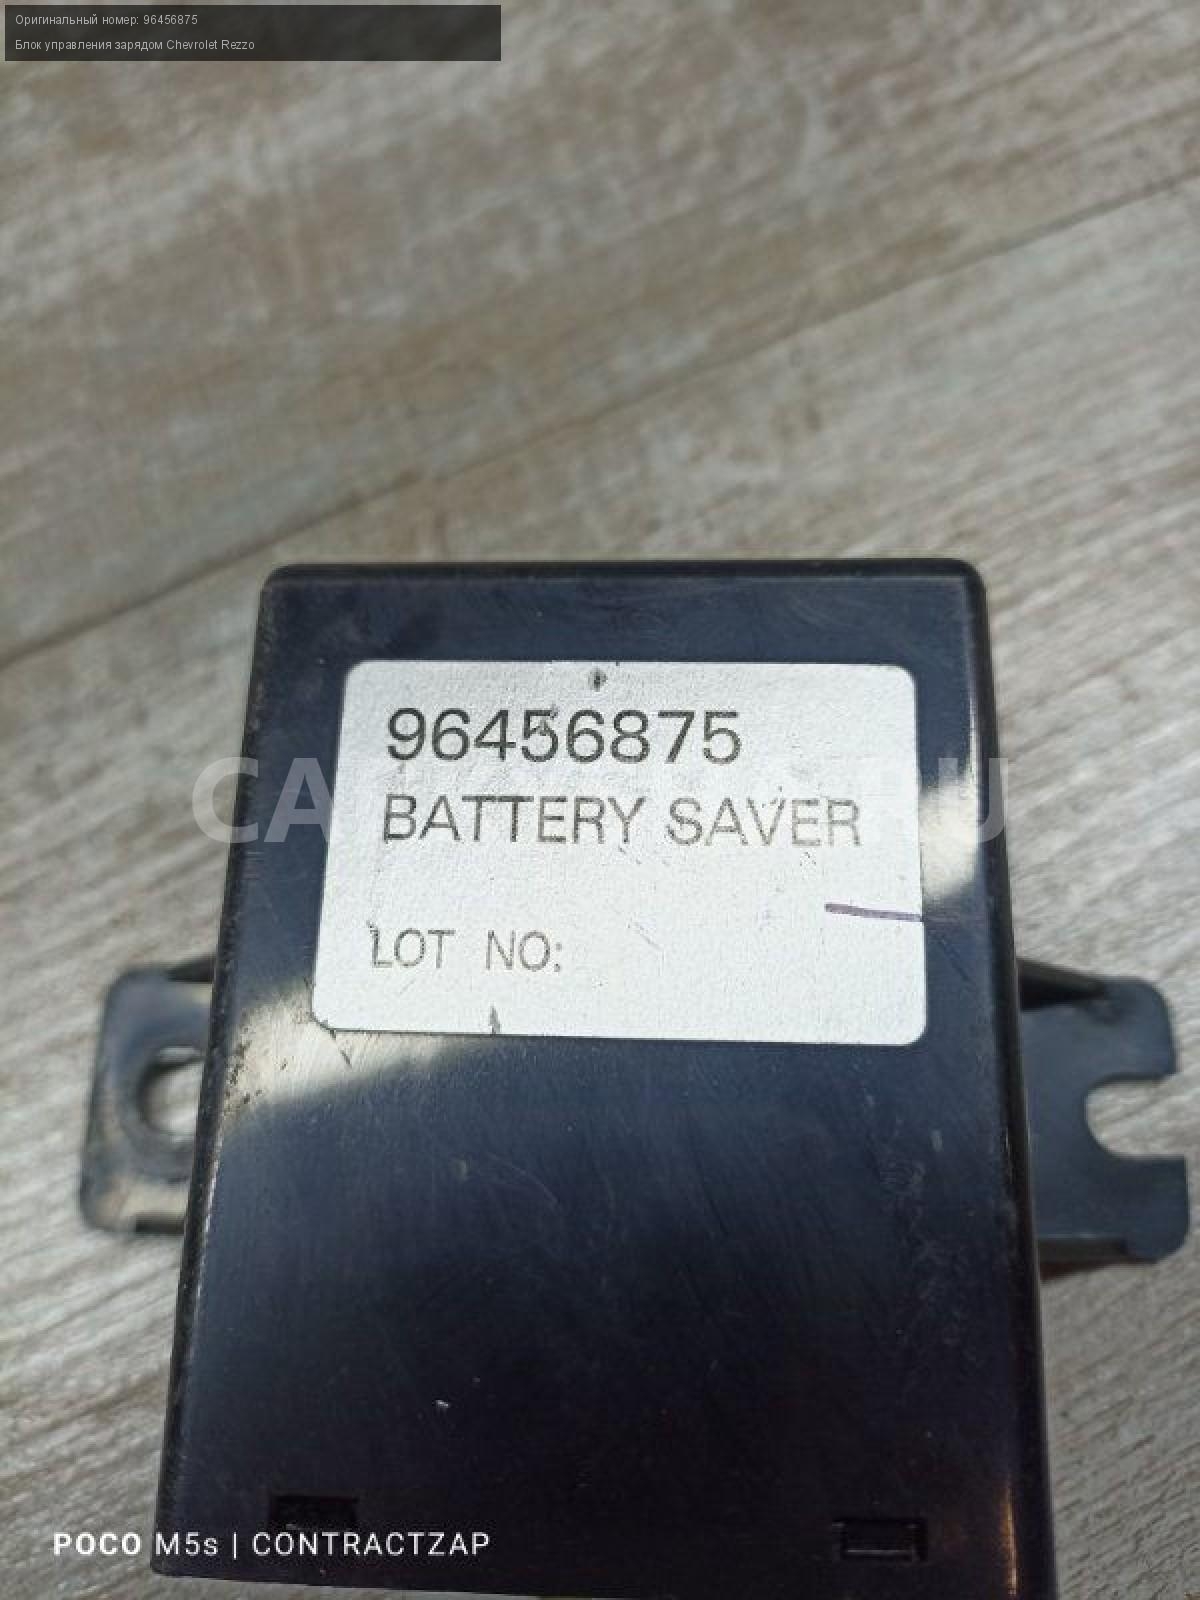 Оригинальный номер: 96456875
Блок управления зарядом Chevrolet Rezzo
96456875
BATTERY SAVER
LOT NO:
POCO M5s | CONTRACTZAP